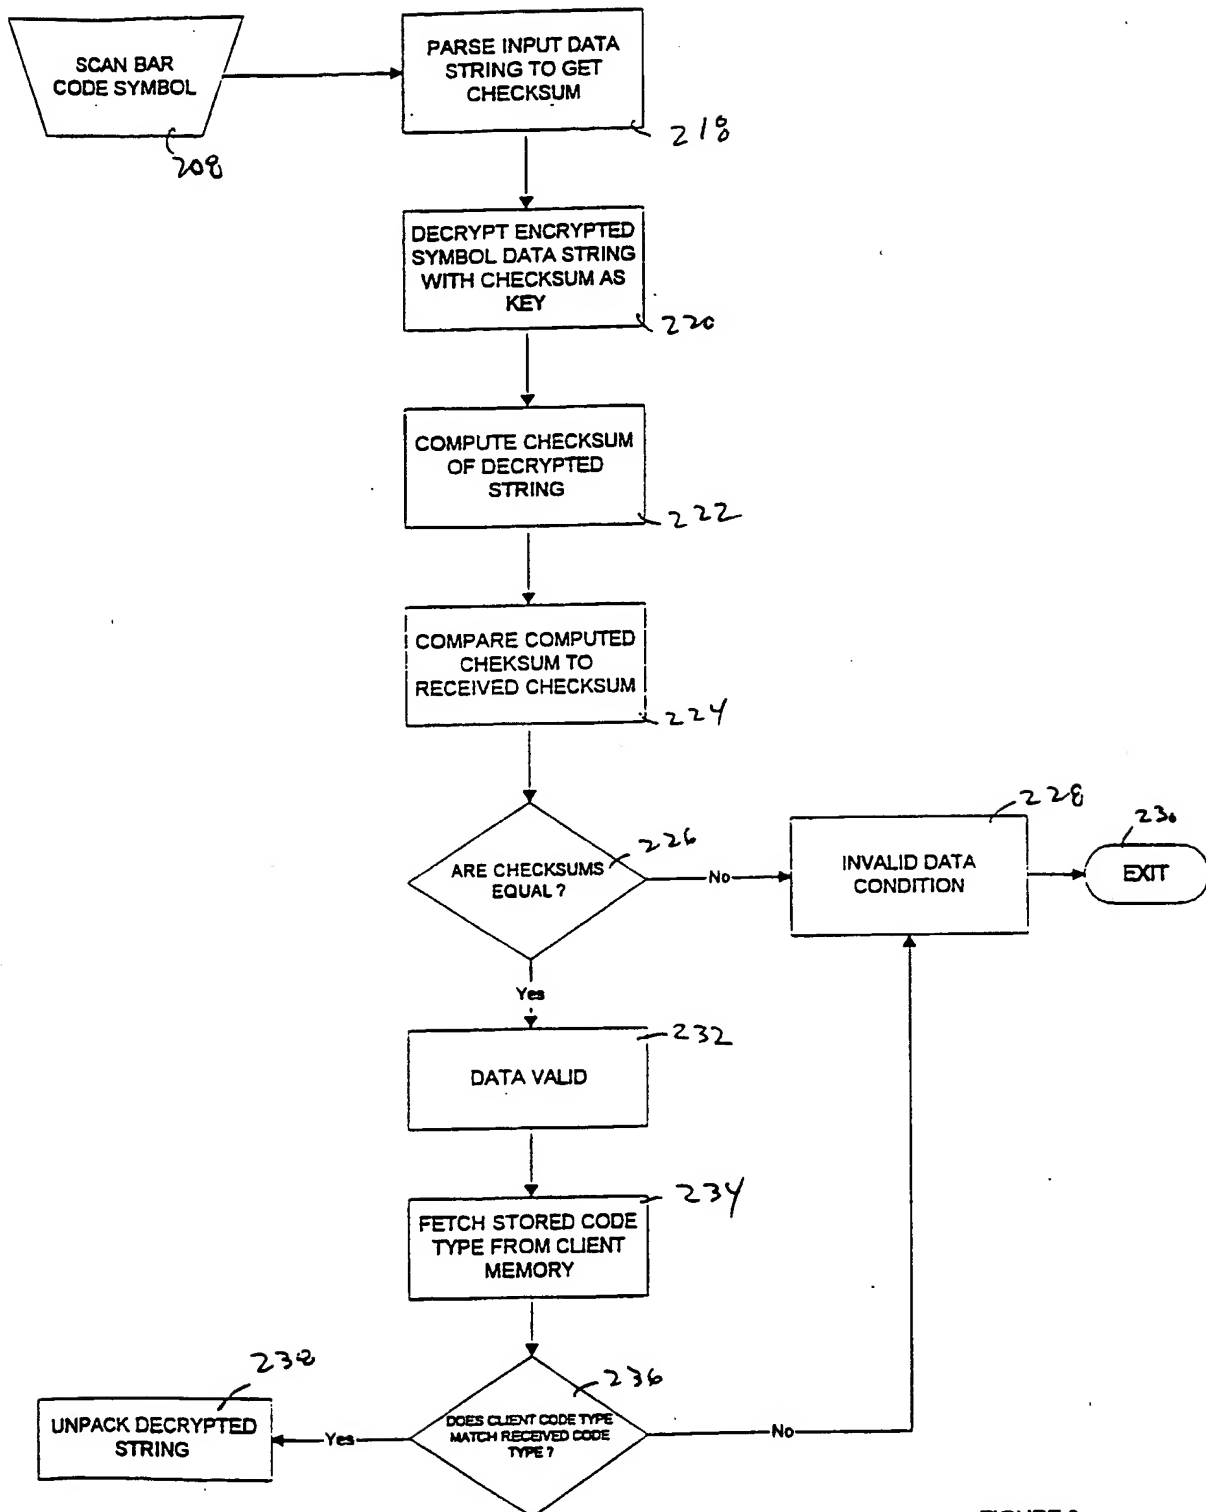 SCAN BAR
CODE SYMBOL
208
PARSE INPUT DATA
STRING TO GET
CHECKSUM
218
DECRYPT ENCRYPTED
SYMBOL DATA STRING
WITH CHECKSUM AS
KEY
220
COMPUTE CHECKSUM
OF DECRYPTED
STRING
222
COMPARE COMPUTED
CHEKSUM TO
RECEIVED CHECKSUM
224
ARE CHECKSUMS
EQUAL ?
226
No
INVALID DATA
CONDITION
228
EXIT
230
Yes
DATA VALID
232
FETCH STORED CODE
TYPE FROM CLIENT
MEMORY
234
DOES CLIENT CODE TYPE
MATCH RECEIVED CODE
TYPE ?
236
No
Yes
UNPACK DECRYPTED
STRING
238